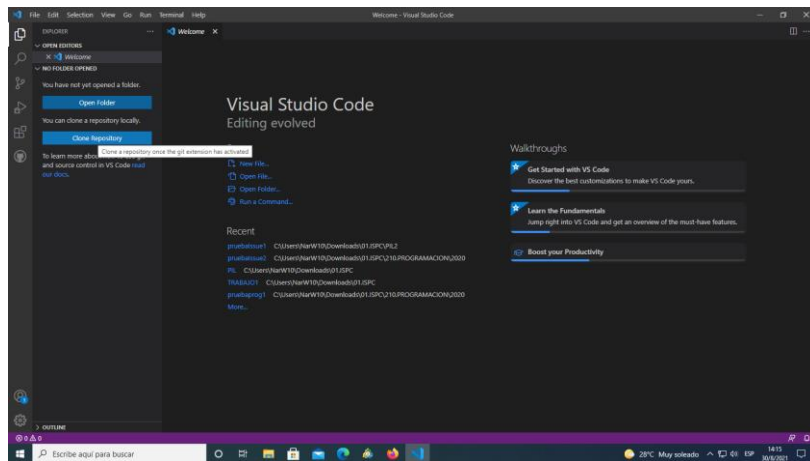 File Edit Selection View Go Run Terminal Help
Welcome - Visual Studio Code
EXPLORER
Welcome
OPEN EDITORS
Welcome
NO FOLDER OPENED
You have not yet opened a folder.
Open Folder
You can clone a repository locally.
Clone Repository
Clone a repository once the git extension has activated
To learn more about
and source control in VS Code read
our docs.
OUTLINE
Visual Studio Code
Editing evolved
New File...
Open File...
Open Folder...
Run a Command...
Recent
pruebaissue1 C:\Users\NarW10\Downloads\01.ISPC\PIL2
pruebaissue2 C:\Users\NarW10\Downloads\01.ISPC\210.PROGRAMACION\2020
PIL C:\Users\NarW10\Downloads\01.ISPC
TRABAJO1 C:\Users\NarW10\Downloads\01.ISPC
pruebaprog1 C:\Users\NarW10\Downloads\01.ISPC\210.PROGRAMACION\2020
More...
Walkthroughs
Get Started with VS Code
Discover the best customizations to make VS Code yours.
Learn the Fundamentals
Jump right into VS Code and get an overview of the must-have features.
Boost your Productivity
0 0
Escribe aquí para buscar
28°C Muy soleado
ESP
14:15
30/8/2021